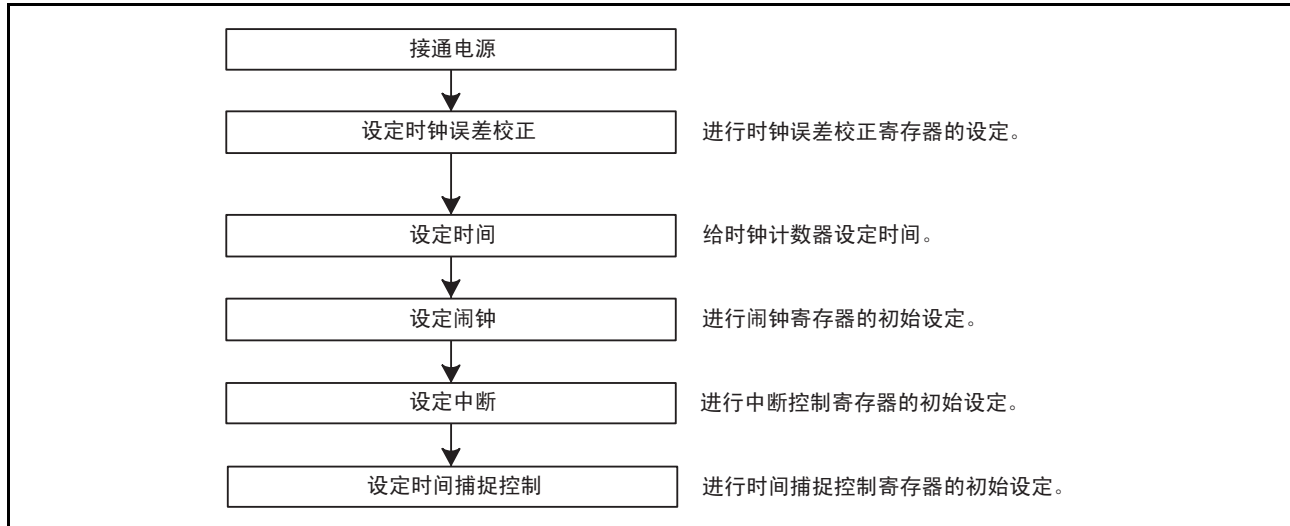 接通电源
设定时钟误差校正
进行时钟误差校正寄存器的设定。
设定时间
给时钟计数器设定时间。
设定闹钟
进行闹钟寄存器的初始设定。
设定中断
进行中断控制寄存器的初始设定。
设定时间捕捉控制
进行时间捕捉控制寄存器的初始设定。